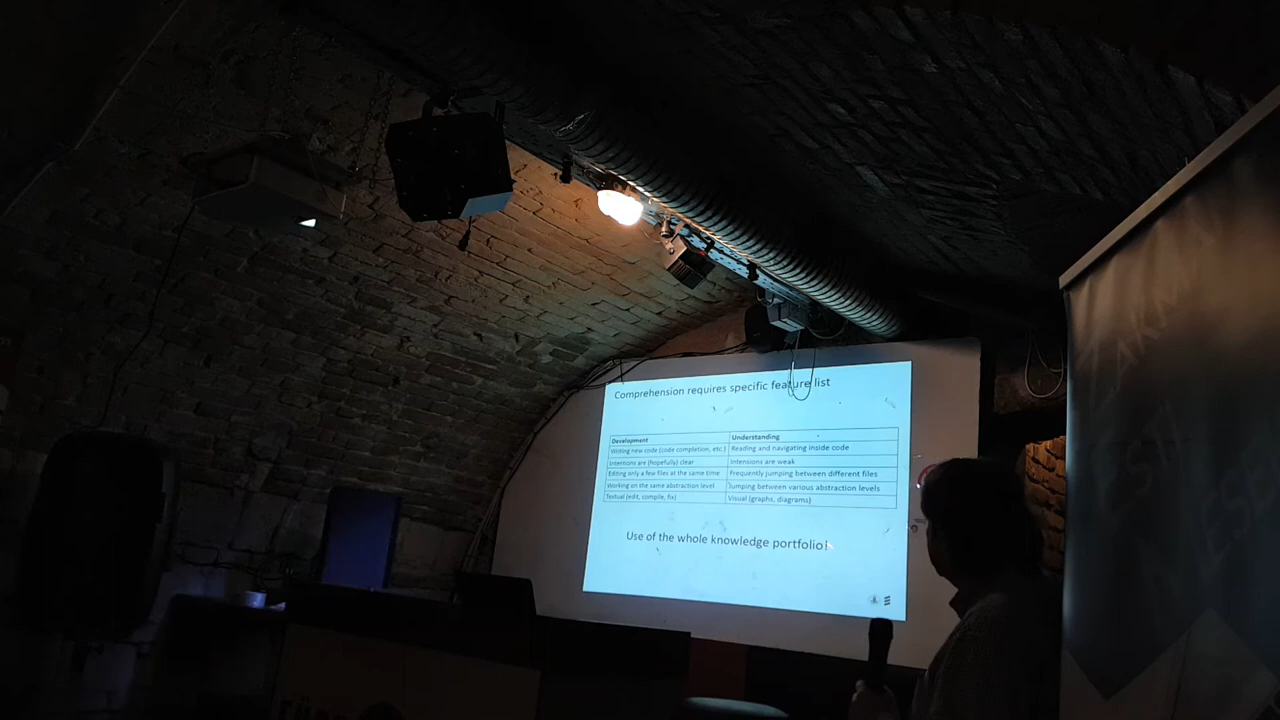 Comprehension requires specific feature list
Development Understanding
Writing new code (code completion, etc.) Reading and navigating inside code
Intentions are (hopefully) clear Intensions are weak
Editing only a few files at the same time Frequently jumping between different files
Working on the same abstraction level Jumping between various abstraction levels
Textual (edit, compile, fix) Visual (graphs, diagrams)
Use of the whole knowledge portfolio!